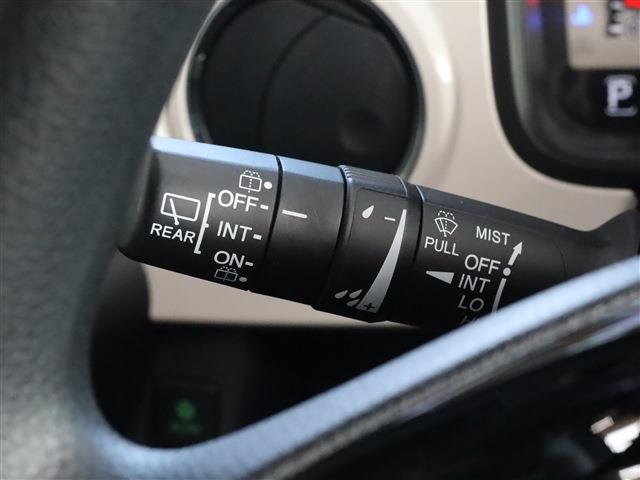 OFF
REAR
INT
ON
PULL
MIST
OFF
INT
LO
P